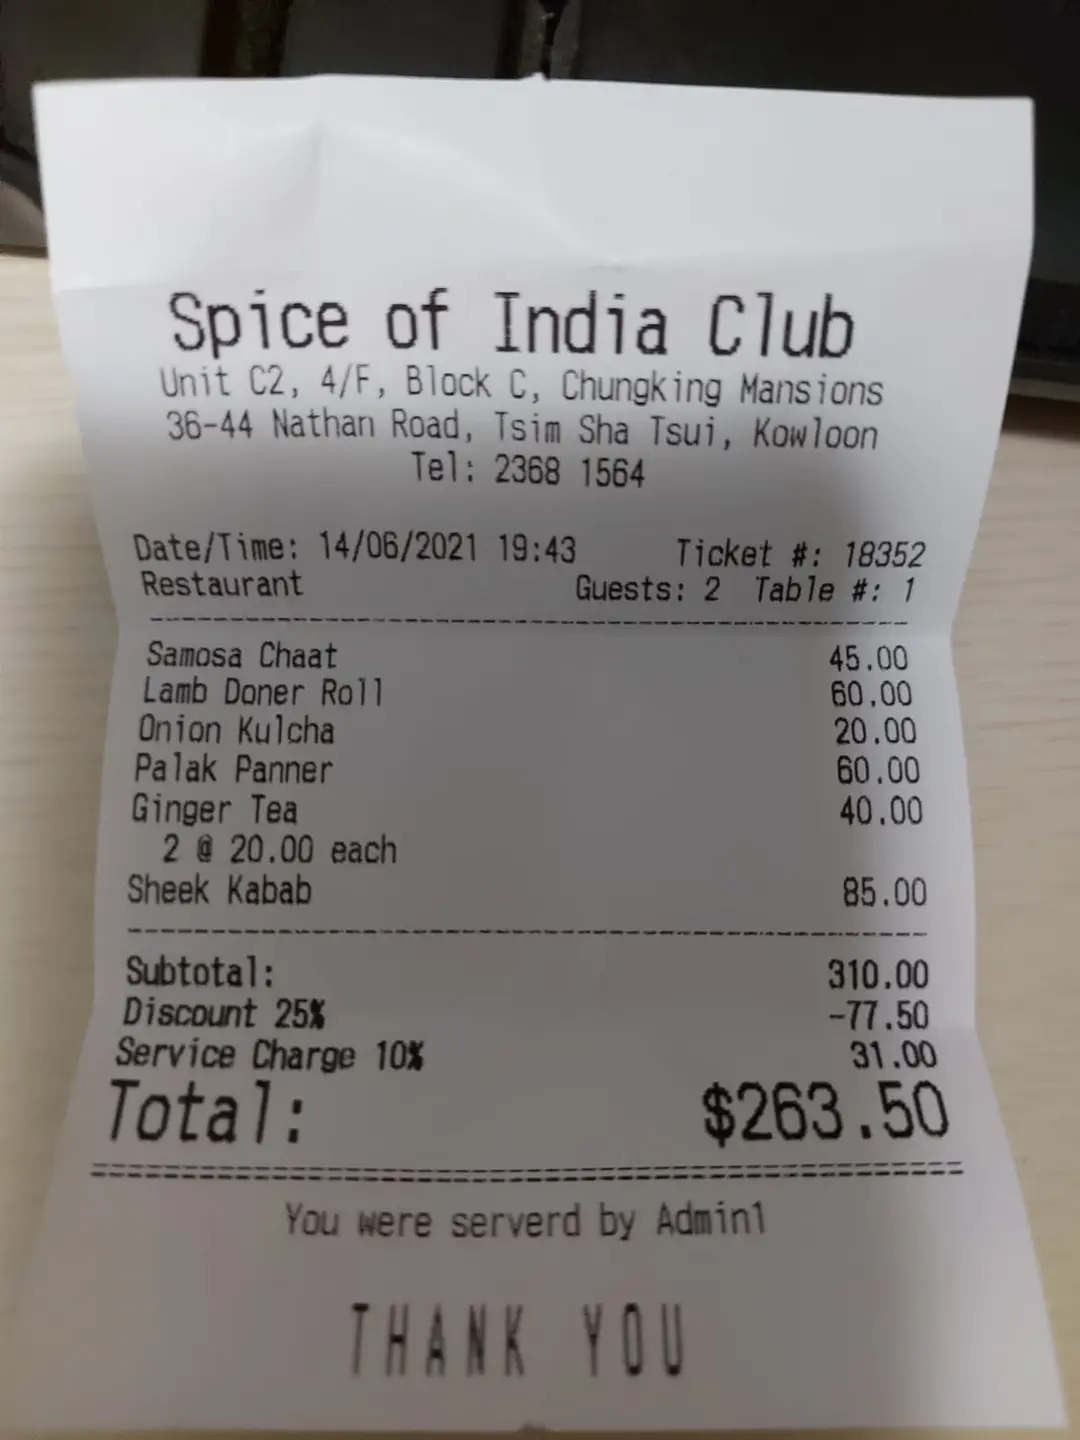 Spice of India Club
Unit C2, 4/F, Block C, Chungking Mansions
36-44 Nathan Road, Tsim Sha Tsui, Kowloon
Tel: 2368 1564
Date/Time: 14/06/2021 19:43 Ticket #: 18352
Restaurant Guests: 2 Table #: 1
Samosa Chaat 45.00
Lamb Doner Roll 60.00
Onion Kulcha 20.00
Palak Panner 60.00
Ginger Tea 40.00
2 @ 20.00 each
Sheek Kabab 85.00
Subtotal: 310.00
Discount 25% -77.50
Service Charge 10% 31.00
Total: $263.50
You were serverd by Admin1
THANK YOU